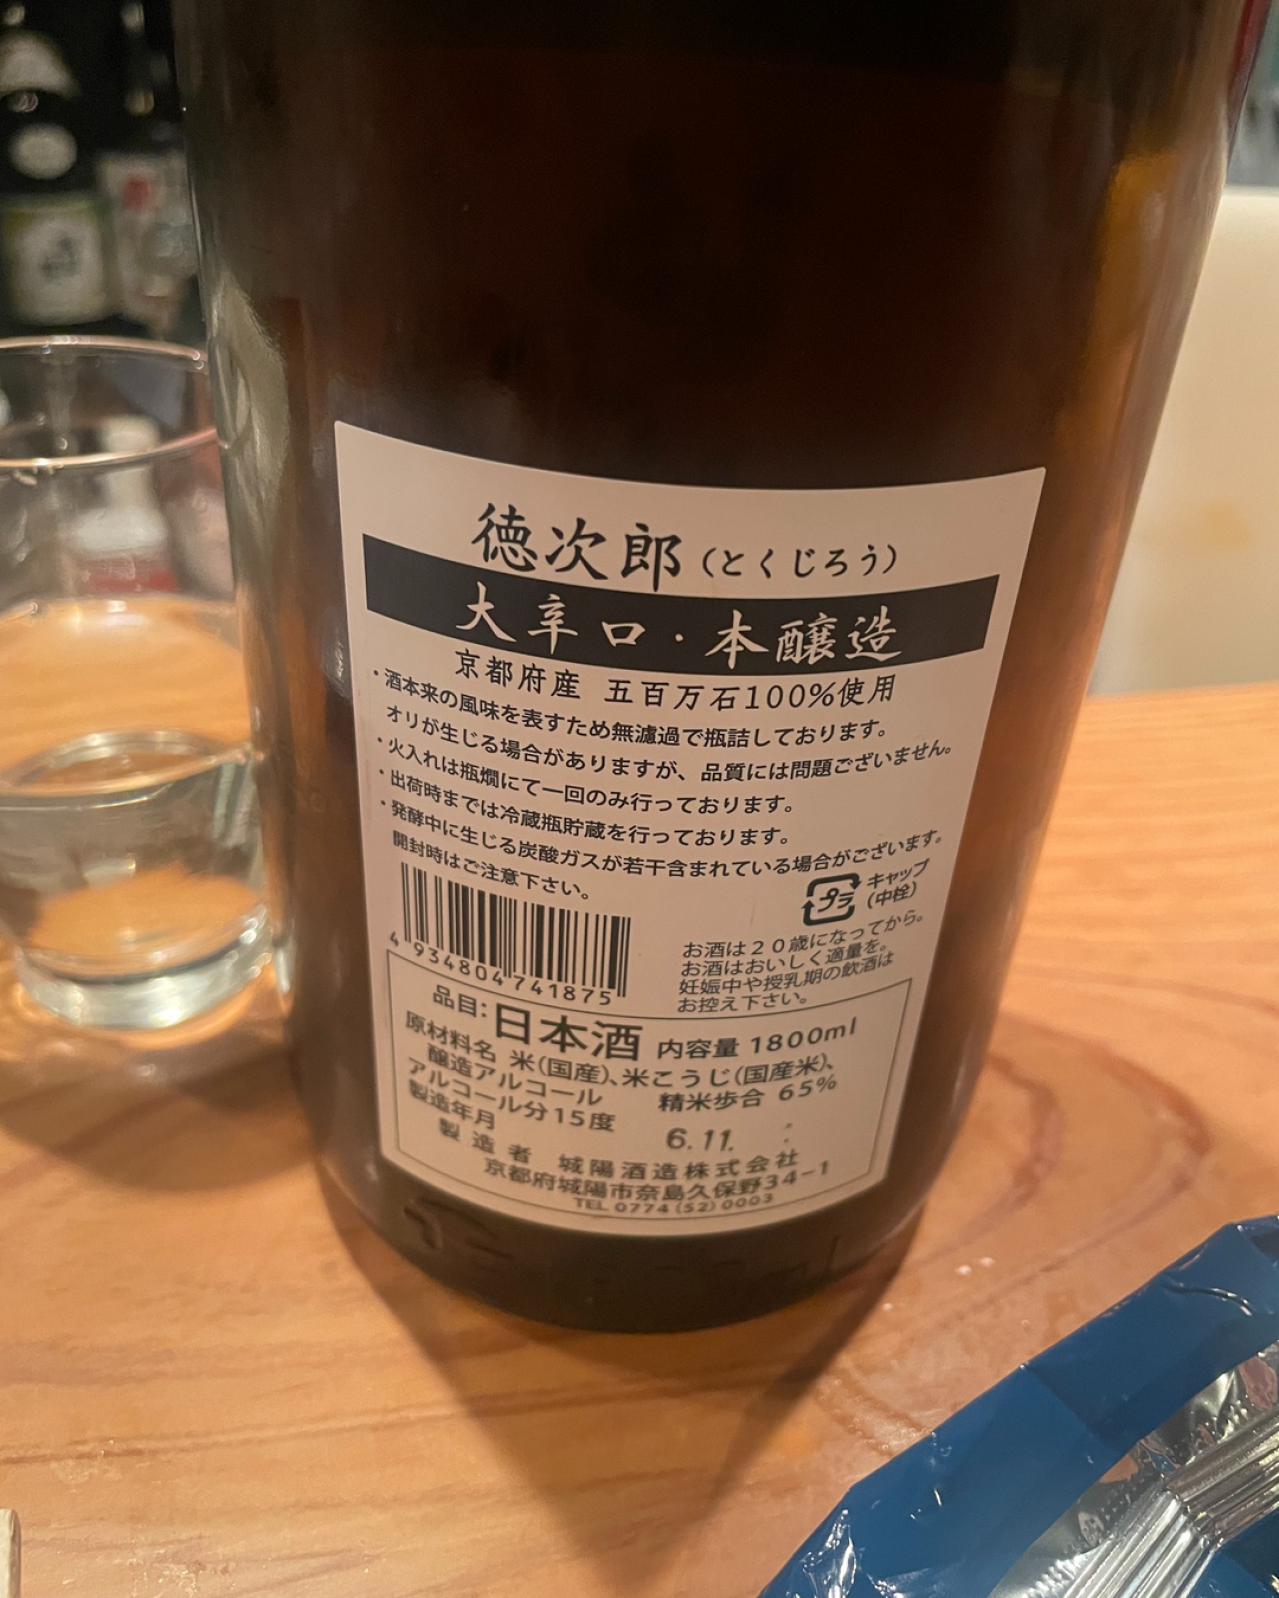 徳次郎(とくじろう)
大辛口・本醸造
京都府産 五百万石100%使用
・酒本来の風味を表すため無濾過で瓶詰しております。
オリが生じる場合がありますが、品質には問題ございません。
・火入れは瓶燗にて一回のみ行っております。
・出荷時までは冷蔵瓶貯蔵を行っております。
・発酵中に生じる炭酸ガスが若干含まれている場合がございます。
開封時はご注意下さい。
プラ
キャップ
(中栓)
4 934804 741875
お酒は20歳になってから。
お酒はおいしく適量を。
妊娠中や授乳期の飲酒は
お控え下さい。
品目:日本酒 内容量 1800ml
原材料名 米(国産)、米こうじ(国産米)、
醸造アルコール 精米歩合 65%
アルコール分15度
製造年月 6.11.
製造者 城陽酒造株式会社
京都府城陽市奈島久保野34-1
TEL 0774(52)0003